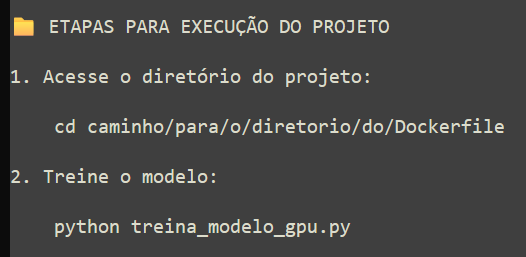 📁 ETAPAS PARA EXECUÇÃO DO PROJETO
1. Acesse o diretório do projeto:
cd caminho/para/o/diretorio/do/Dockerfile
2. Treine o modelo:
python treina_modelo_gpu.py